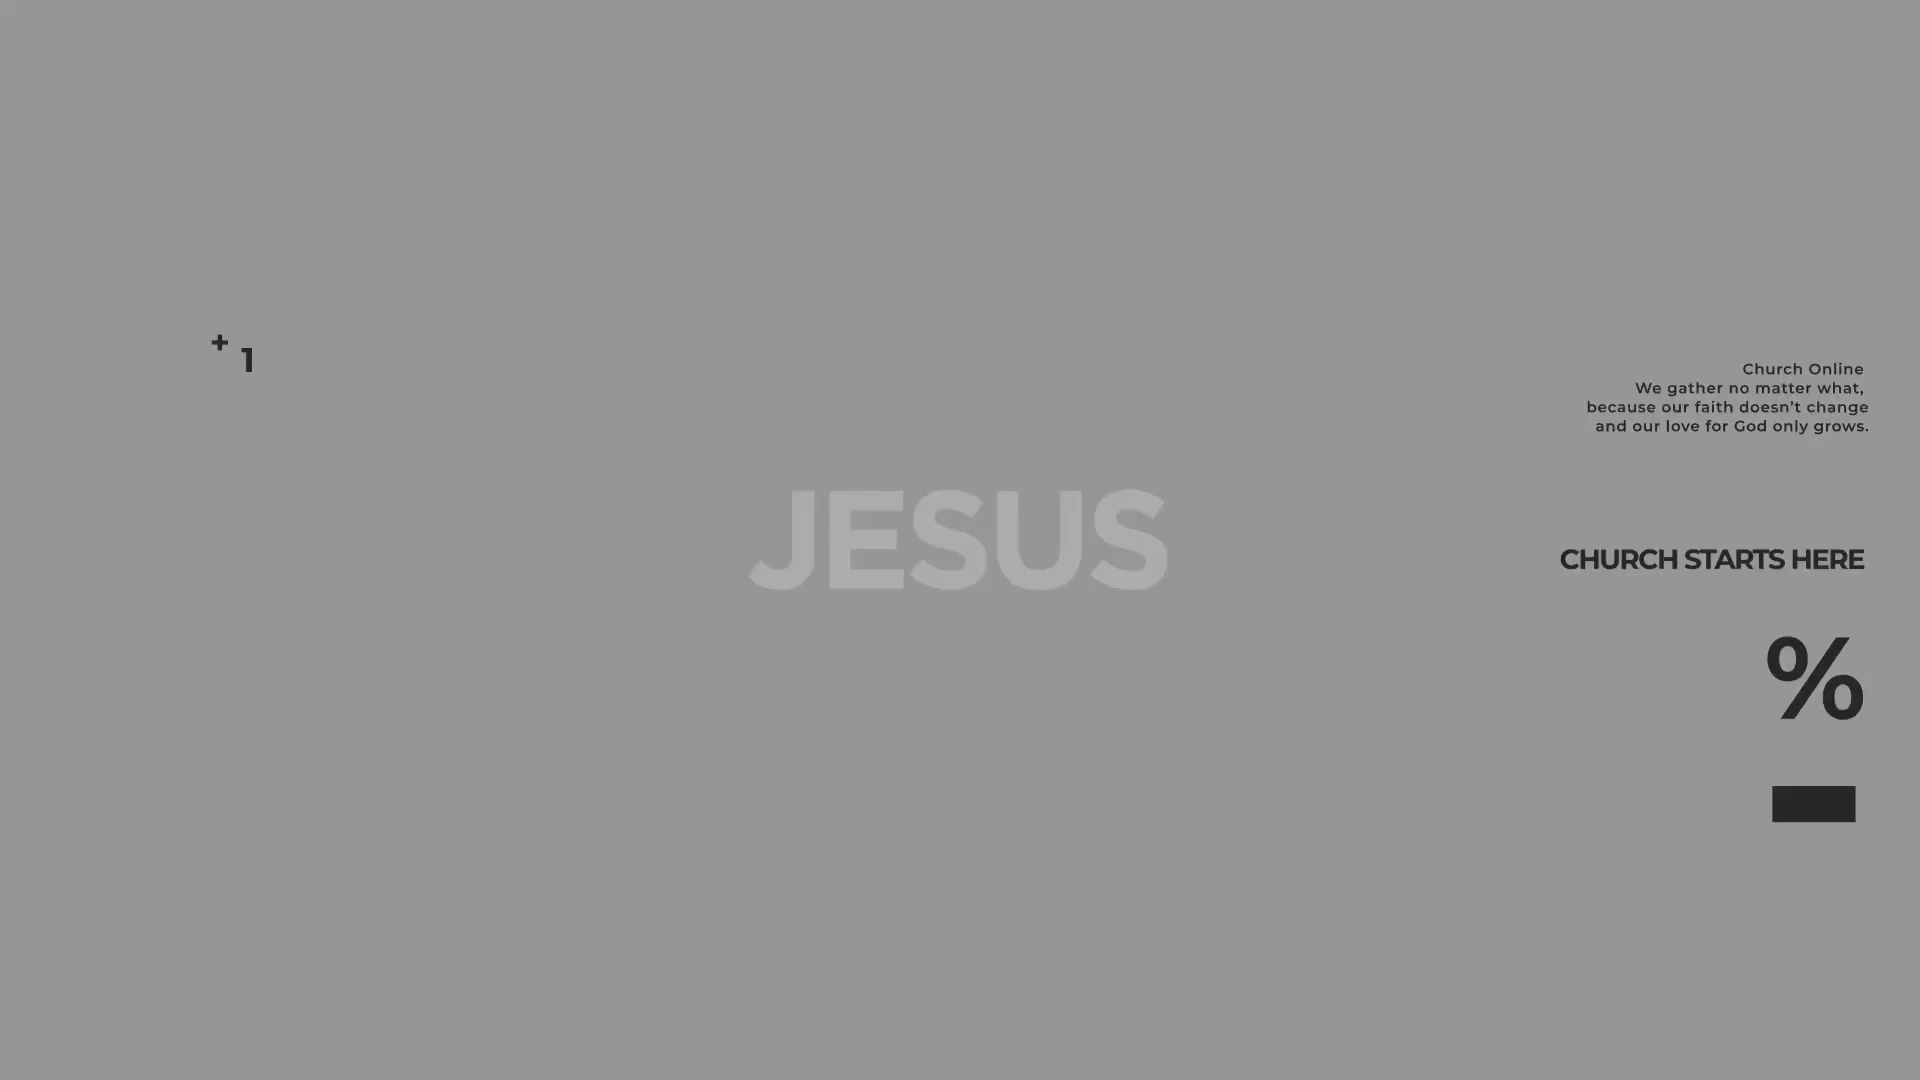 + 1
Church Online
We gather no matter what,
because our faith doesn't change
and our love for God only grows.
JESUS
CHURCH STARTS HERE
%